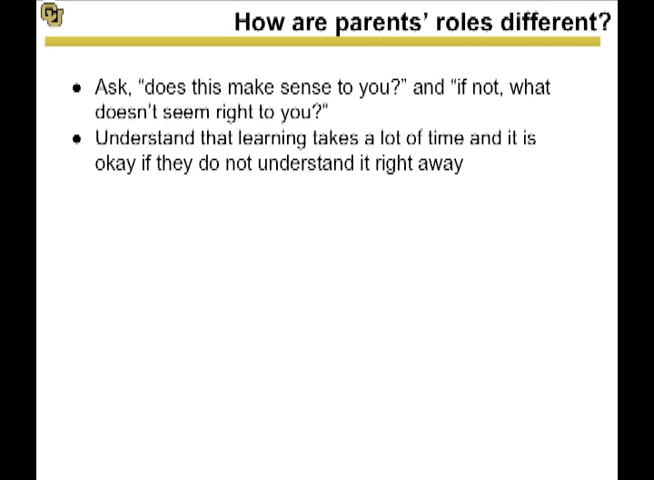 CU
How are parents' roles different?
● Ask, “does this make sense to you?” and “if not, what
doesn't seem right to you?”
● Understand that learning takes a lot of time and it is
okay if they do not understand it right away